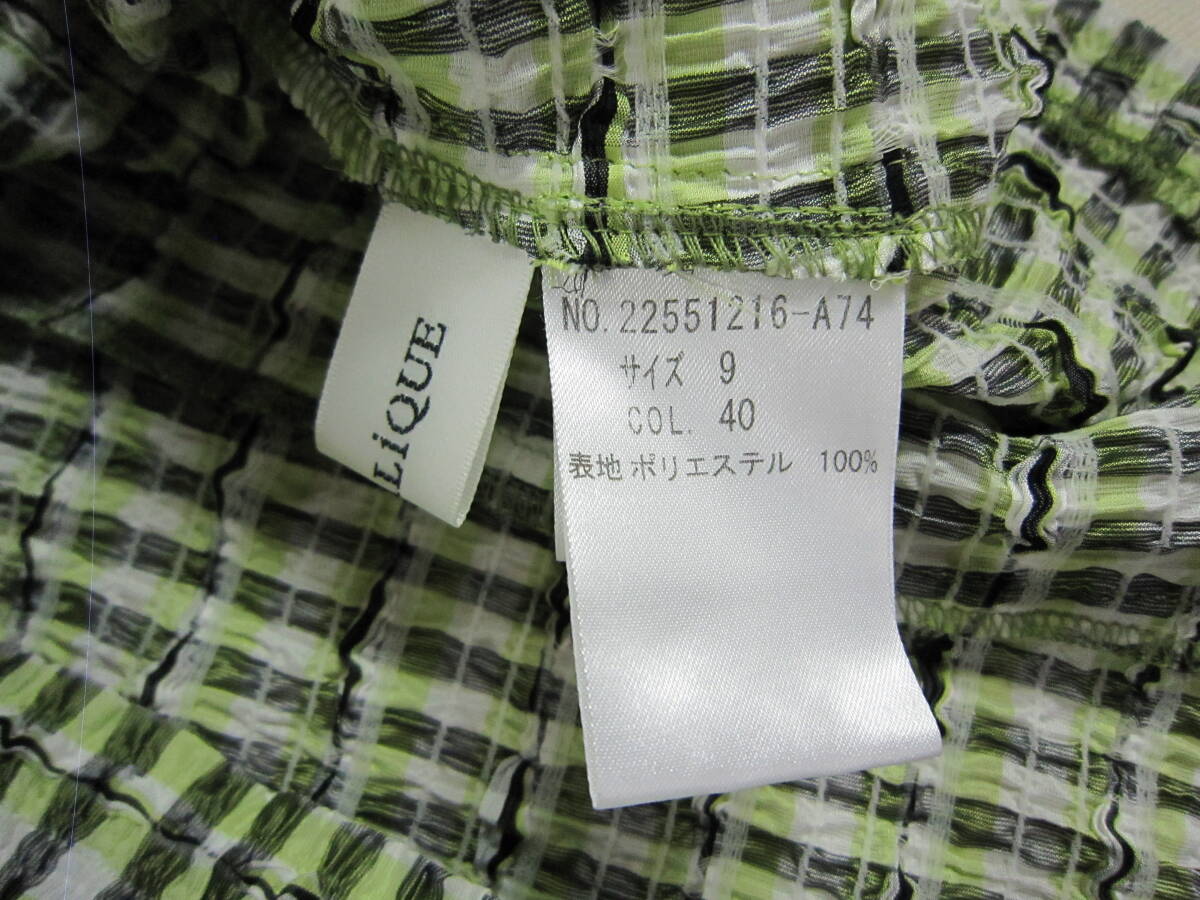 LiQUE
NO. 22551216-A74
サイズ 9
COL. 40
表地 ポリエステル 100%